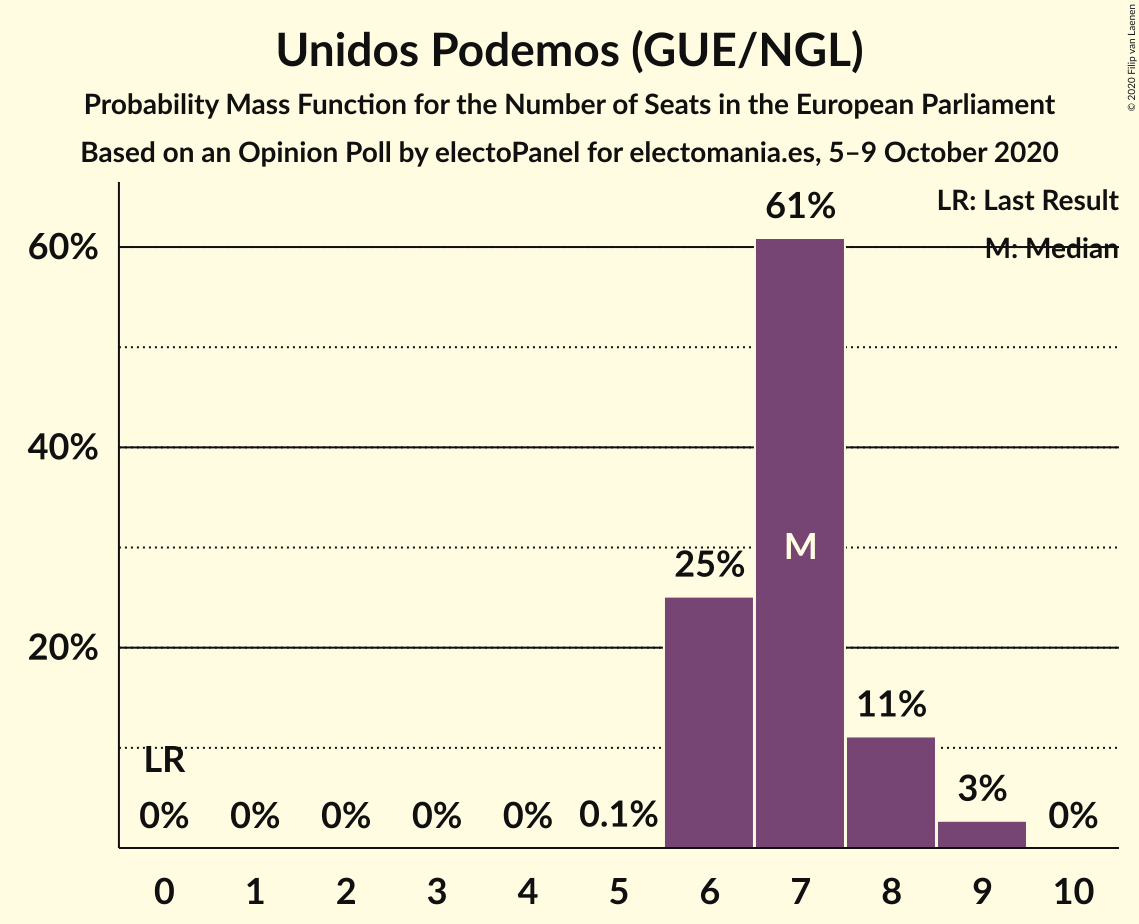 Unidos Podemos (GUE/NGL)
Probability Mass Function for the Number of Seats in the European Parliament
Based on an Opinion Poll by electoPanel for electomania.es, 5–9 October 2020
© 2020 Filip van Laenen
LR: Last Result
M: Median
60%
40%
20%
61%
M
25%
11%
3%
LR
0%
0%
0%
0%
0%
0.1%
0%
0 1 2 3 4 5 6 7 8 9 10